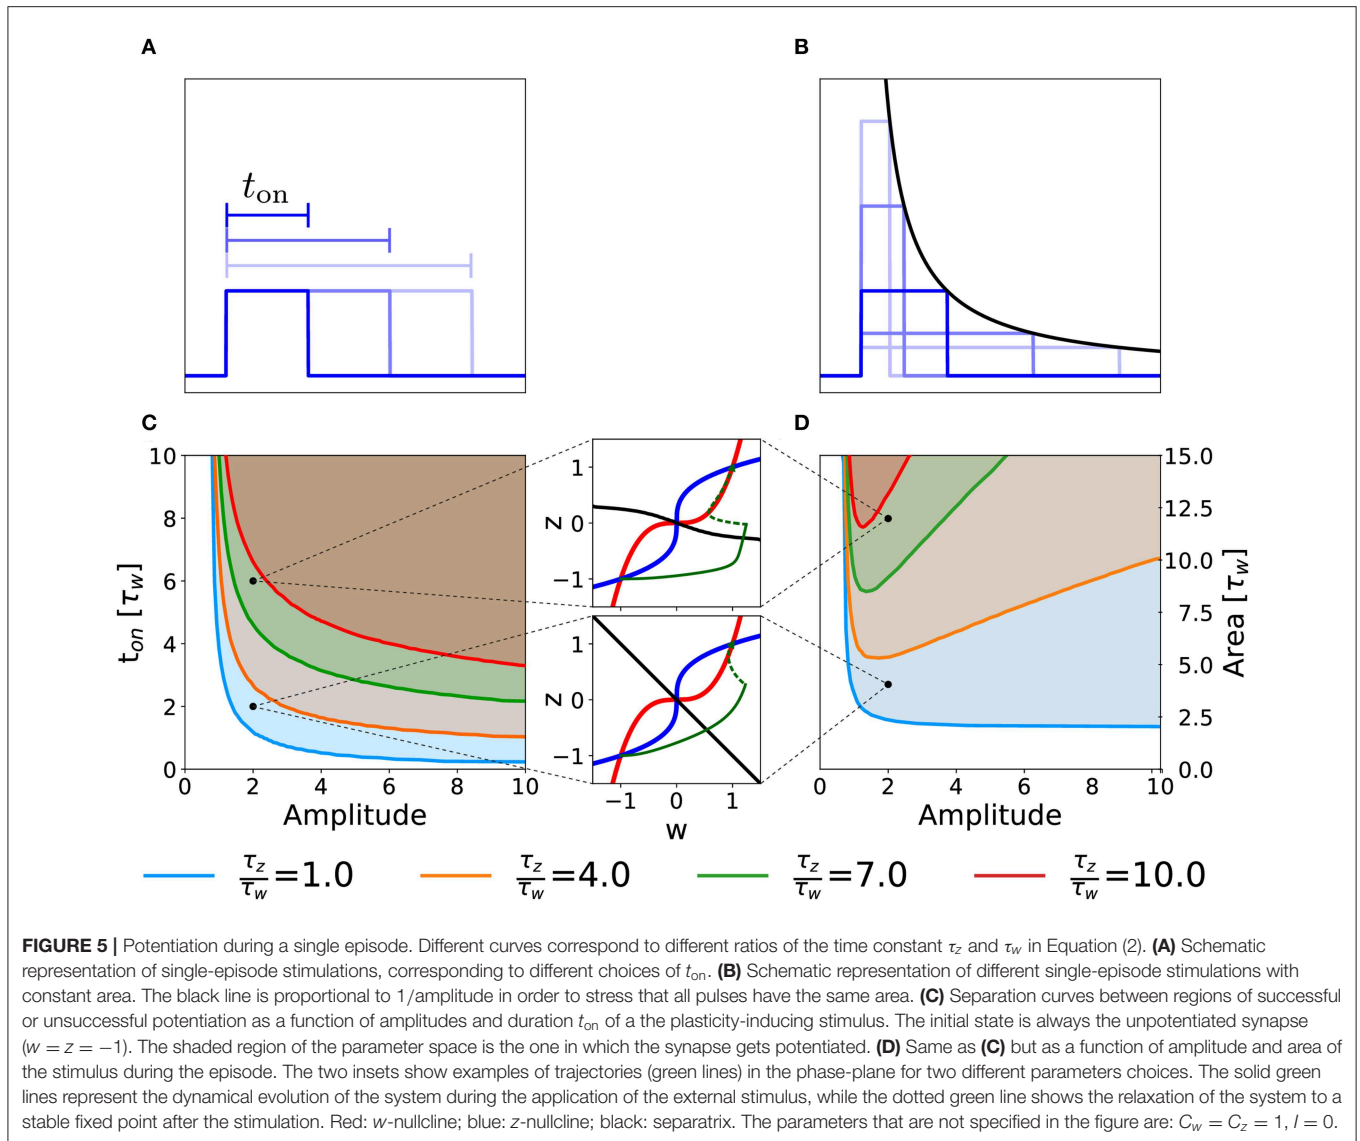 A
B
t_on
C
D
10
8
6
4
2
0
t_on [τ_w]
0 2 4 6 8 10
Amplitude
1
0
−1
z
1
0
−1
z
−1 0 1
w
15.0
12.5
10.0
7.5
5.0
2.5
0.0
Area [τ_w]
0 2 4 6 8 10
Amplitude
τ_z/τ_w=1.0
τ_z/τ_w=4.0
τ_z/τ_w=7.0
τ_z/τ_w=10.0
FIGURE 5 | Potentiation during a single episode. Different curves correspond to different ratios of the time constant τ_z and τ_w in Equation (2). (A) Schematic
representation of single-episode stimulations, corresponding to different choices of t_on. (B) Schematic representation of different single-episode stimulations with
constant area. The black line is proportional to 1/amplitude in order to stress that all pulses have the same area. (C) Separation curves between regions of successful
or unsuccessful potentiation as a function of amplitudes and duration t_on of a the plasticity-inducing stimulus. The initial state is always the unpotentiated synapse
(w = z = −1). The shaded region of the parameter space is the one in which the synapse gets potentiated. (D) Same as (C) but as a function of amplitude and area of
the stimulus during the episode. The two insets show examples of trajectories (green lines) in the phase-plane for two different parameters choices. The solid green
lines represent the dynamical evolution of the system during the application of the external stimulus, while the dotted green line shows the relaxation of the system to a
stable fixed point after the stimulation. Red: w-nullcline; blue: z-nullcline; black: separatrix. The parameters that are not specified in the figure are: C_w = C_z = 1, I = 0.